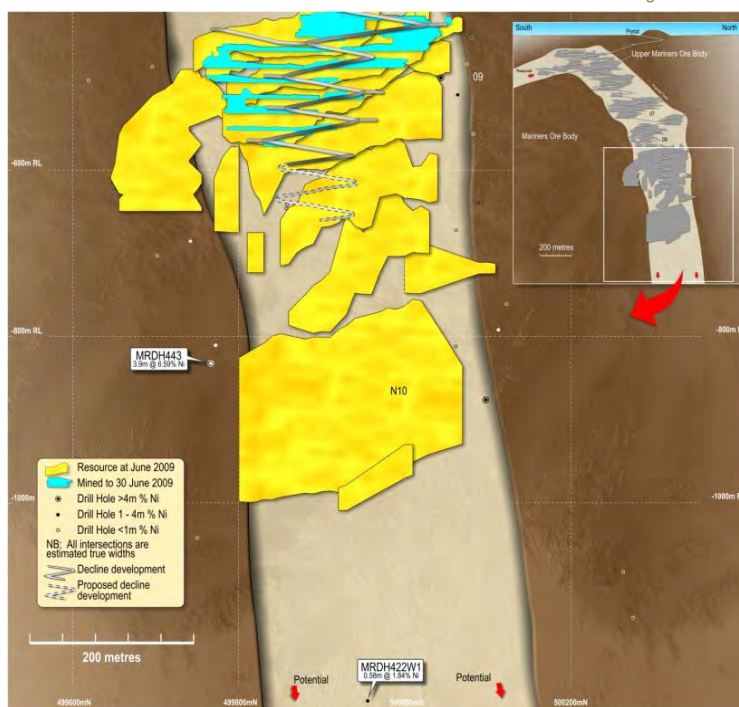 South
North
Portal
Upper Mariners Ore Body
Mariners Ore Body
07
08
09
200 metres
09
-600m RL
-800m RL
-800m RL
MRDH443
3.9m @ 6.59% Ni
N10
Resource at June 2009
Mined to 30 June 2009
Drill Hole >4m % Ni
Drill Hole 1 - 4m % Ni
Drill Hole <1m % Ni
NB: All intersections are
estimated true widths
Decline development
Proposed decline
development
-1000m RL
-1000m RL
200 metres
Potential
MRDH422W1
0.58m @ 1.84% Ni
Potential
499600mN
499800mN
500200mN